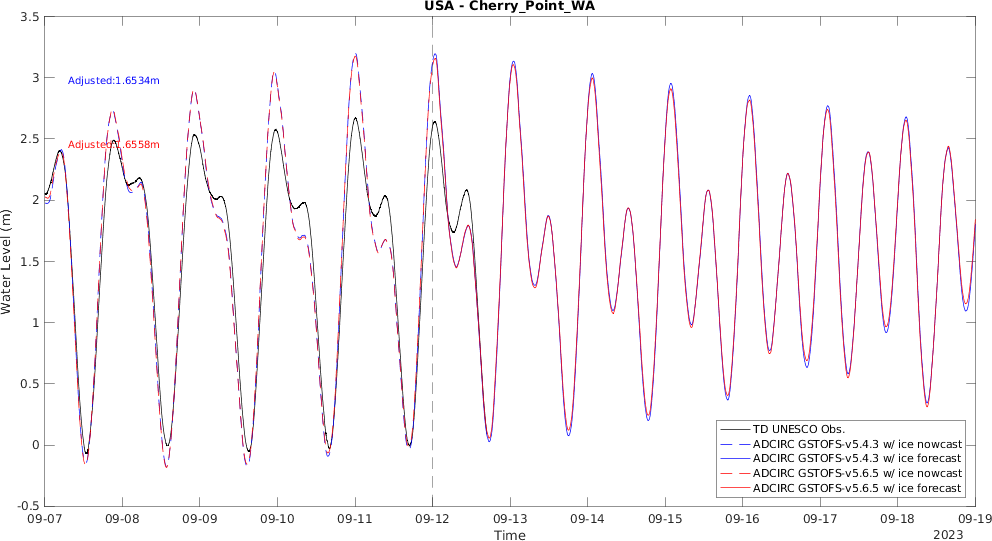 USA - Cherry_Point_WA
3.5
3
2.5
2
1.5
1
0.5
0
-0.5
Water Level (m)
Adjusted:1.6534m
Adjusted:1.6558m
TD UNESCO Obs.
ADCIRC GSTOFS-v5.4.3 w/ ice nowcast
ADCIRC GSTOFS-v5.4.3 w/ ice forecast
ADCIRC GSTOFS-v5.6.5 w/ ice nowcast
ADCIRC GSTOFS-v5.6.5 w/ ice forecast
09-07 09-08 09-09 09-10 09-11 09-12 09-13 09-14 09-15 09-16 09-17 09-18 09-19
Time
2023